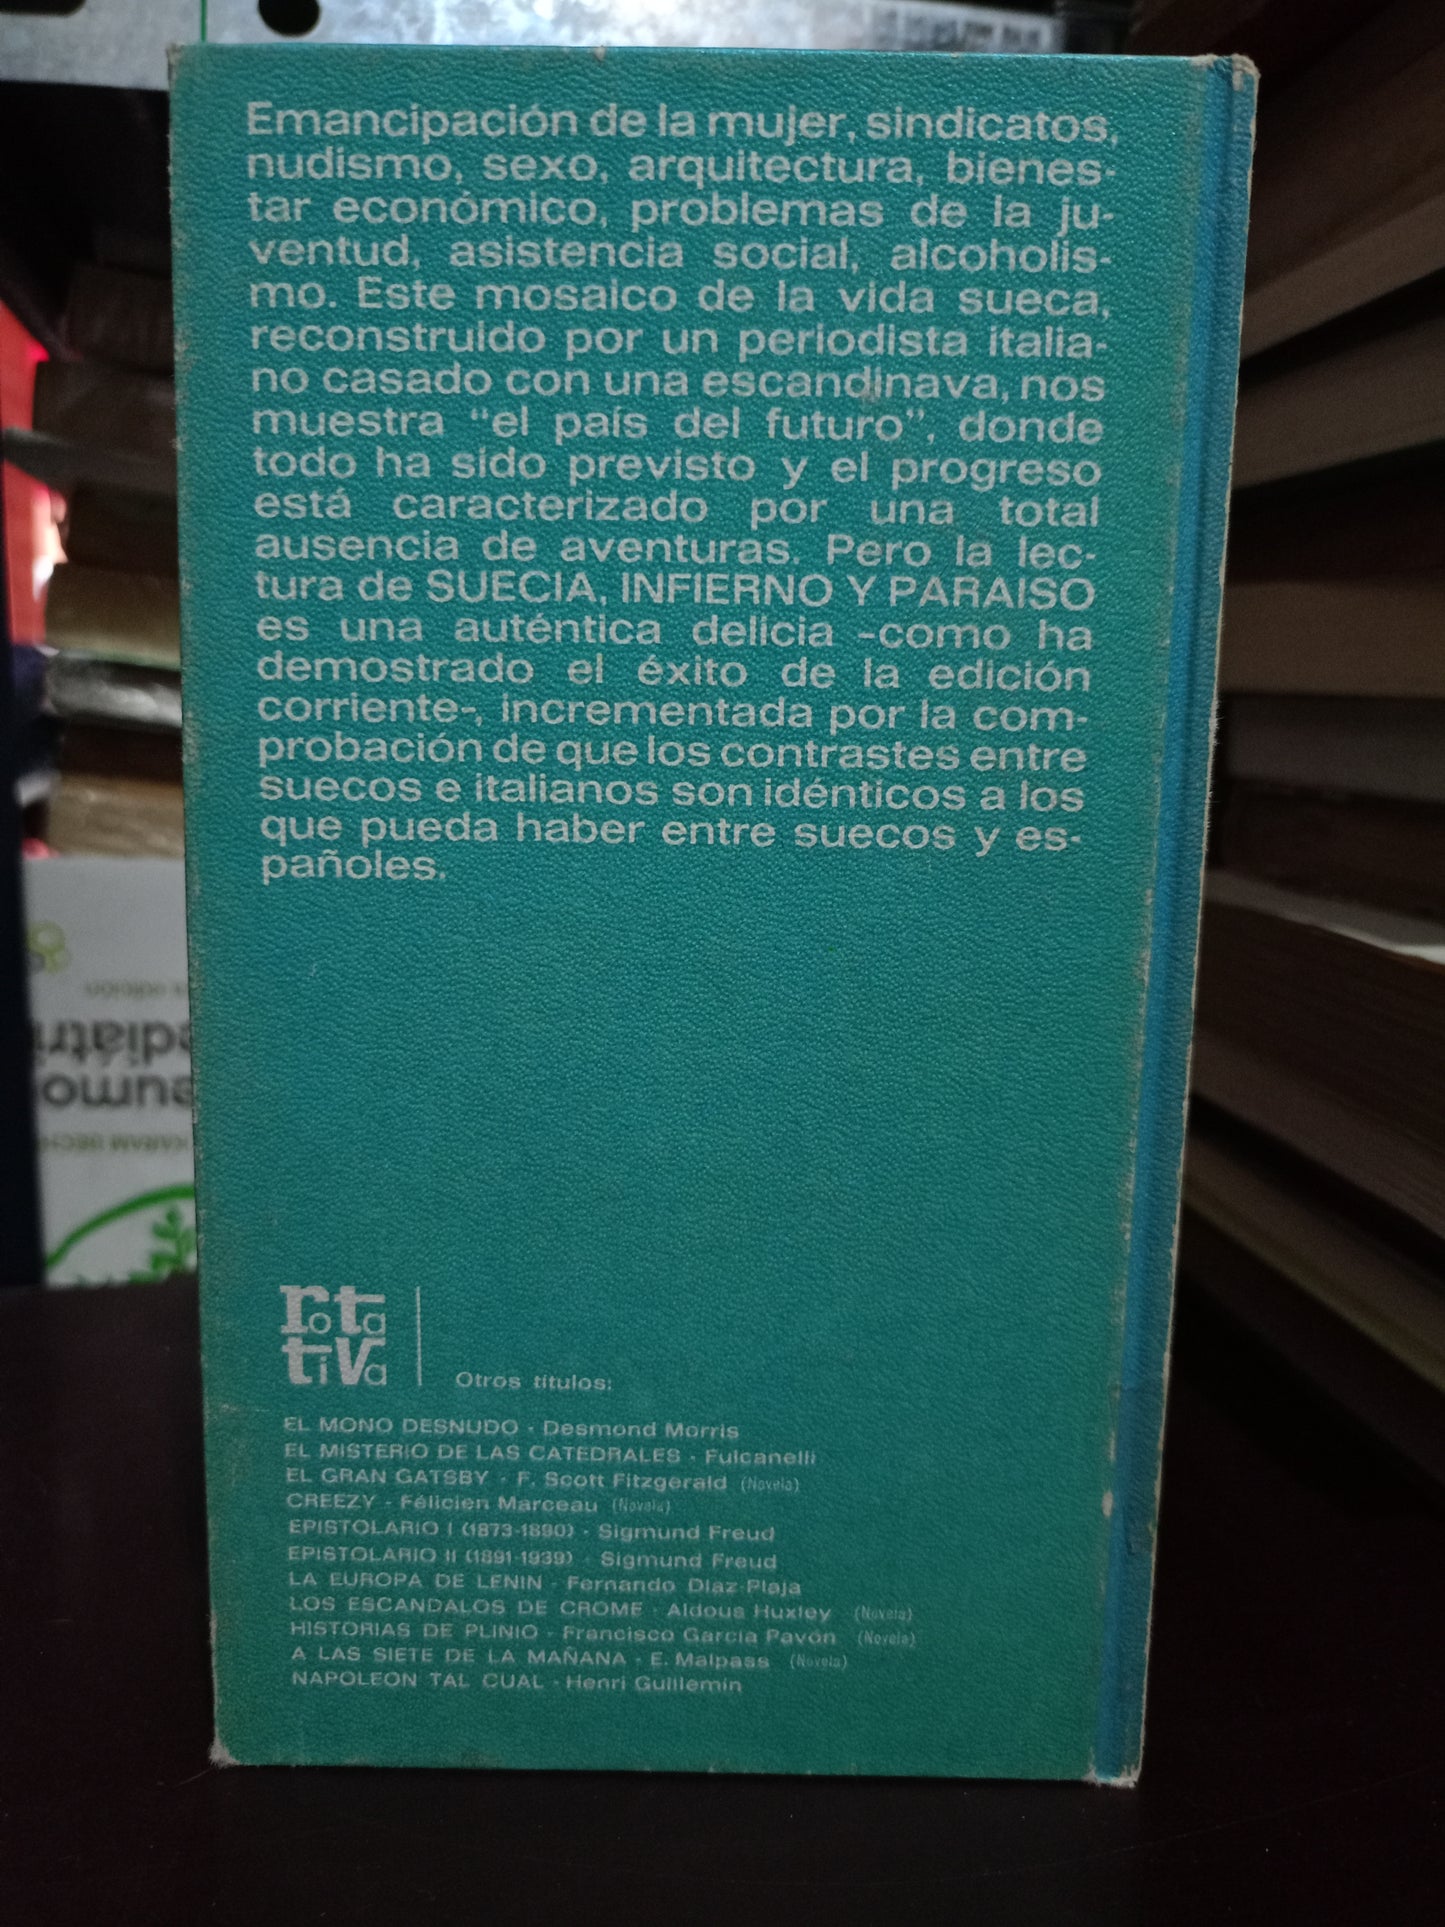 Emancipación de la mujer, sindicatos,
nudismo, sexo, arquitectura, bienes-
tar económico, problemas de la ju-
ventud, asistencia social, alcoholis-
mo. Este mosaico de la vida sueca,
reconstruido por un periodista italia-
no casado con una escandinava, nos
muestra "el país del futuro", donde
todo ha sido previsto y el progreso
está caracterizado por una total
ausencia de aventuras. Pero la lec-
tura de SUECIA, INFIERNO Y PARAISO
es una auténtica delicia -como ha
demostrado el éxito de la edición
corriente-, incrementada por la com-
probación de que los contrastes entre
suecos e italianos son idénticos a los
que pueda haber entre suecos y es-
pañoles.
rota
tiva
Otros títulos:
EL MONO DESNUDO - Desmond Morris
EL MISTERIO DE LAS CATEDRALES - Fulcanelli
EL GRAN GATSBY - F. Scott Fitzgerald (Novela)
CREEZY - Félicien Marceau (Novela)
EPISTOLARIO I (1873-1890) - Sigmund Freud
EPISTOLARIO II (1891-1939) - Sigmund Freud
LA EUROPA DE LENIN - Fernando Díaz-Plaja
LOS ESCANDALOS DE CROME - Aldous Huxley (Novela)
HISTORIAS DE PLINIO - Francisco García Pavón (Novela)
A LAS SIETE DE LA MAÑANA - E. Malpass (Novela)
NAPOLEON TAL CUAL - Henri Guillemin